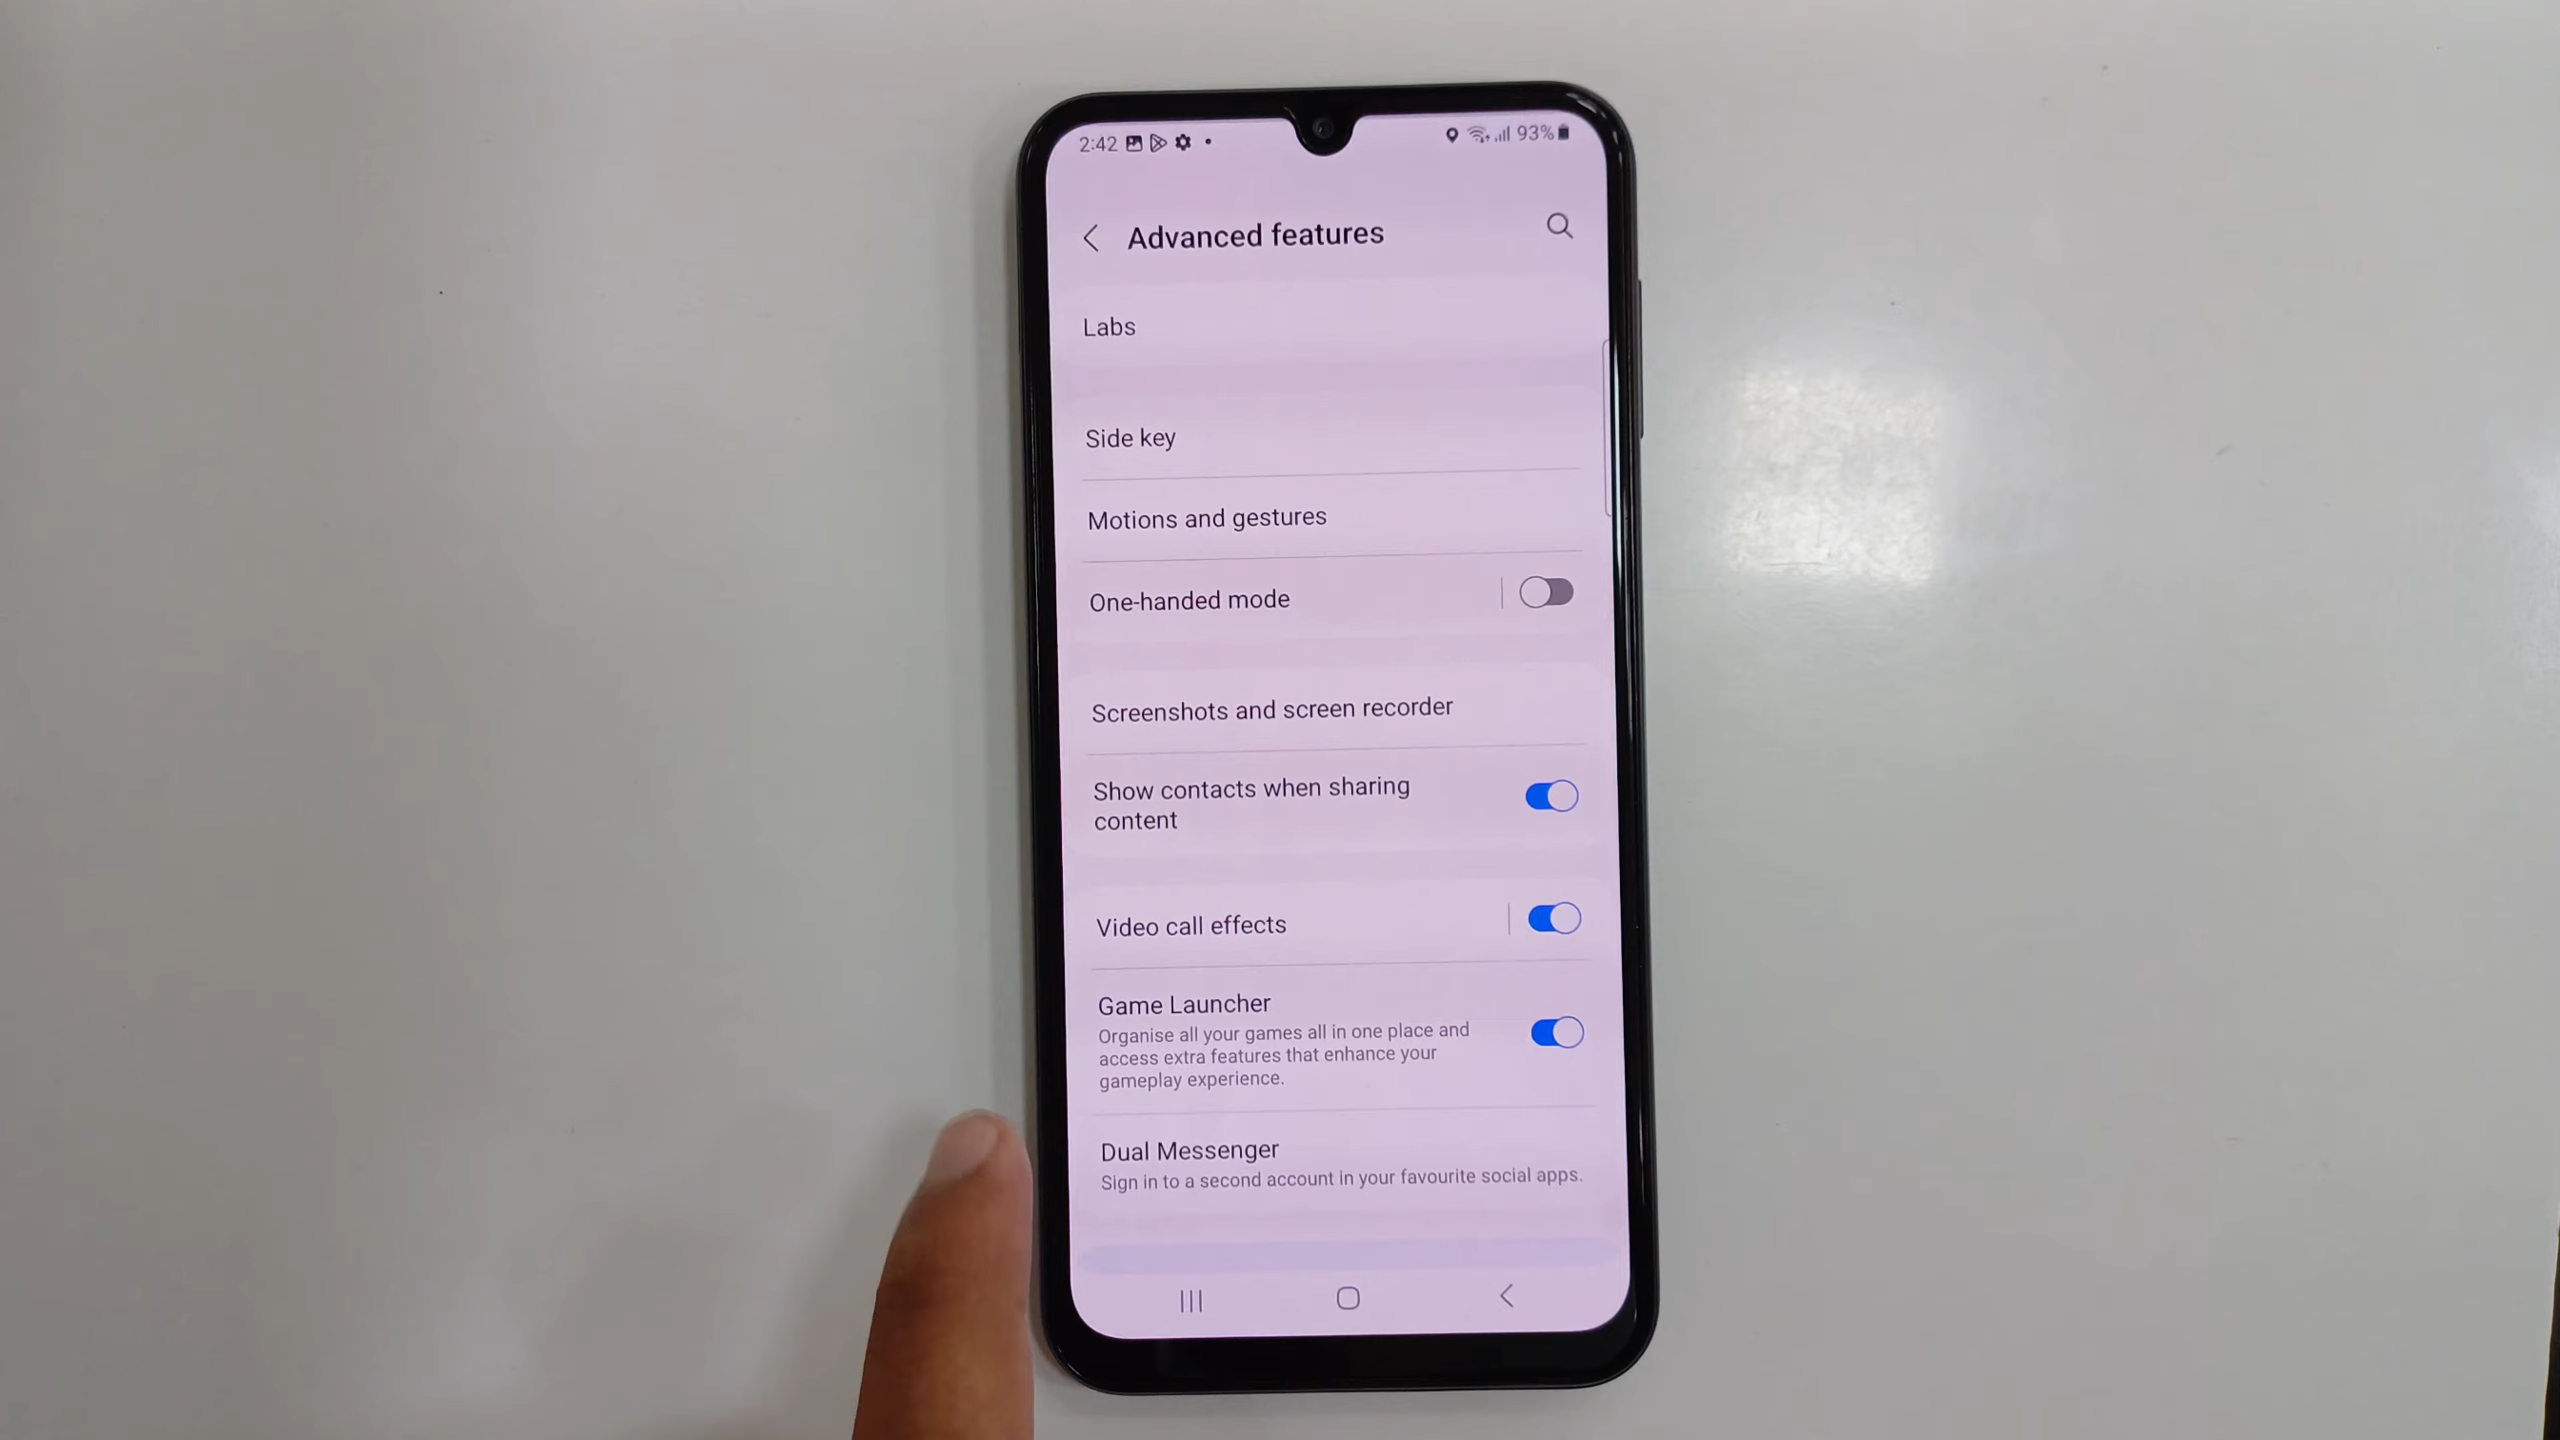 2:42
93%
Advanced features
Labs
Side key
Motions and gestures
One-handed mode
Screenshots and screen recorder
Show contacts when sharing
content
Video call effects
Game Launcher
Organise all your games all in one place and
access extra features that enhance your
gameplay experience.
Dual Messenger
Sign in to a second account in your favourite social apps.